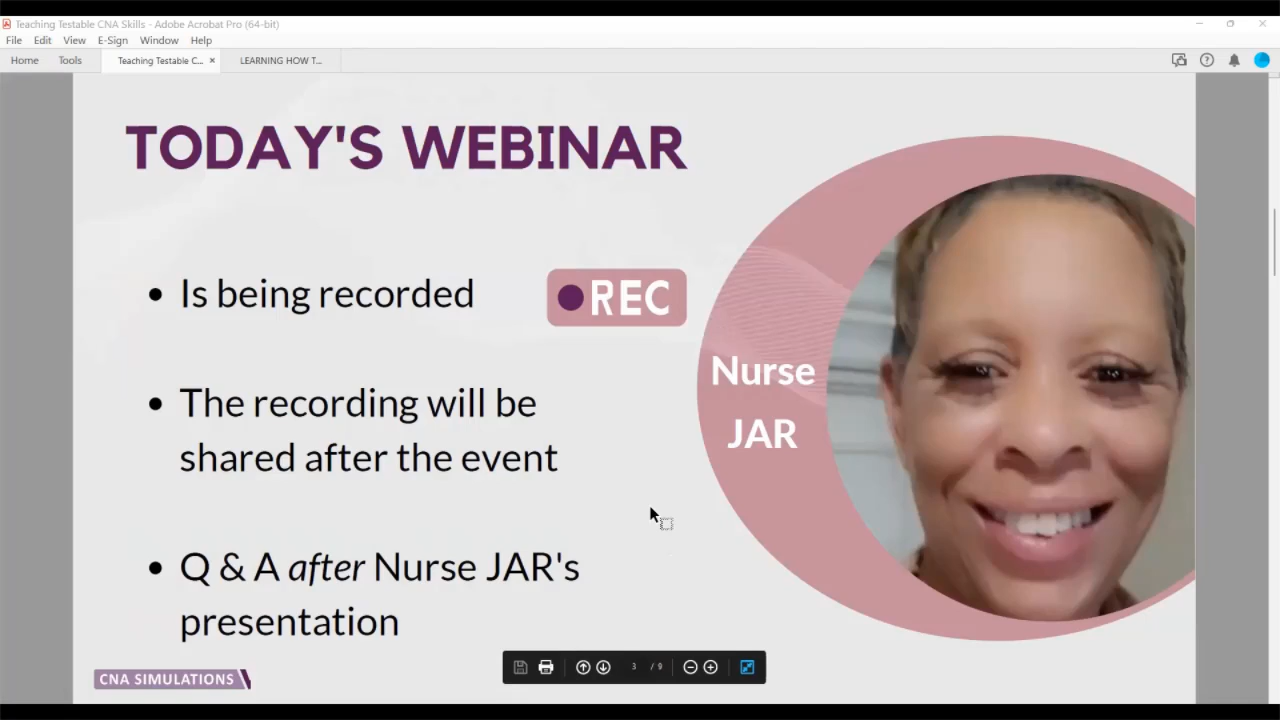 Teaching Testable CNA Skills - Adobe Acrobat Pro (64-bit)
File Edit View E-Sign Window Help
Home Tools Teaching Testable C... × LEARNING HOW T...
TODAY'S WEBINAR
• Is being recorded
REC
• The recording will be
shared after the event
• Q & A after Nurse JAR's
presentation
Nurse
JAR
CNA SIMULATIONS
3 / 9